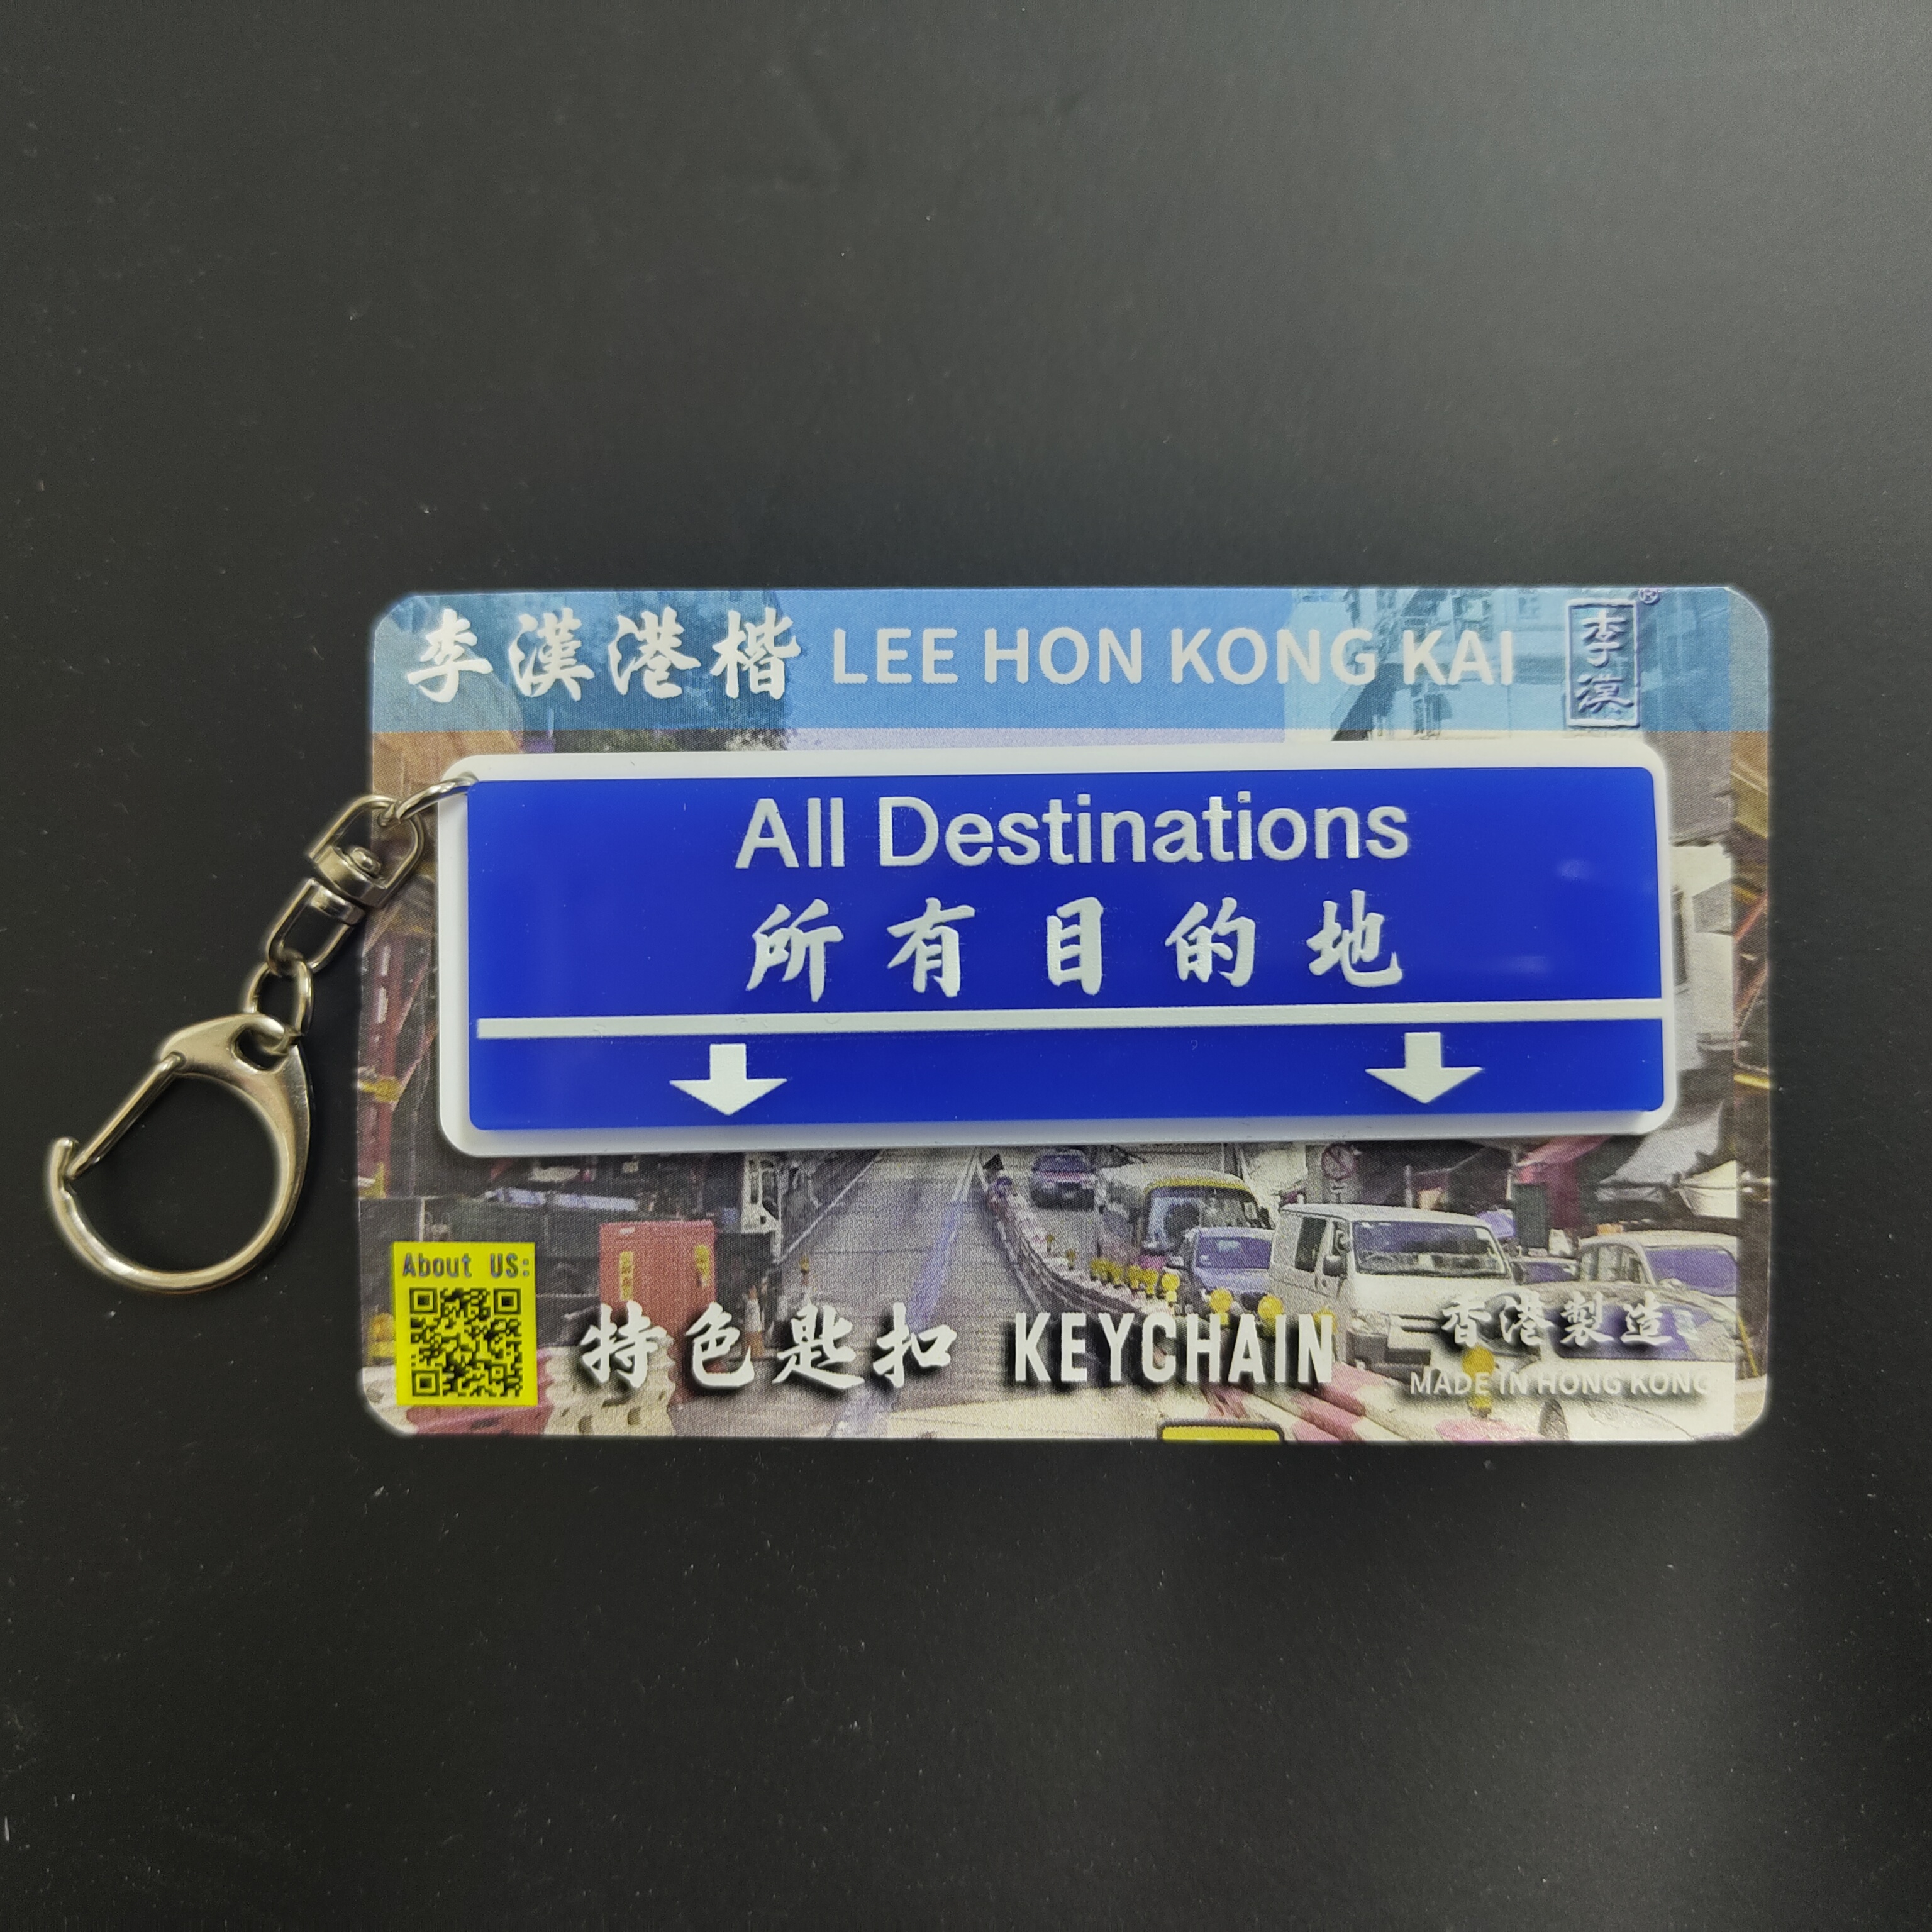 李漢港楷 LEE HON KONG KAI
李漢
®
All Destinations
所有目的地
About US:
特色匙扣 KEYCHAIN
香港製造
MADE IN HONG KONG